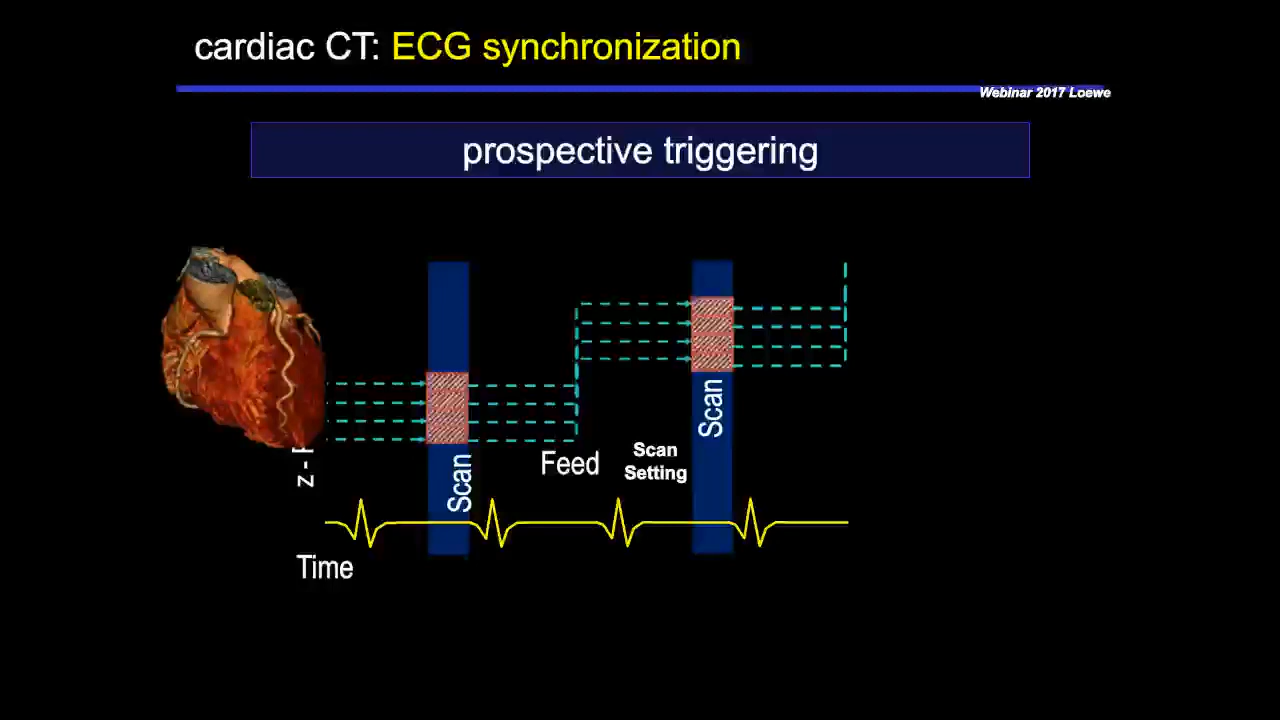 cardiac CT: ECG synchronization
Webinar 2017 Loewe
prospective triggering
Scan
Feed
Scan
Setting
Scan
z -
Time